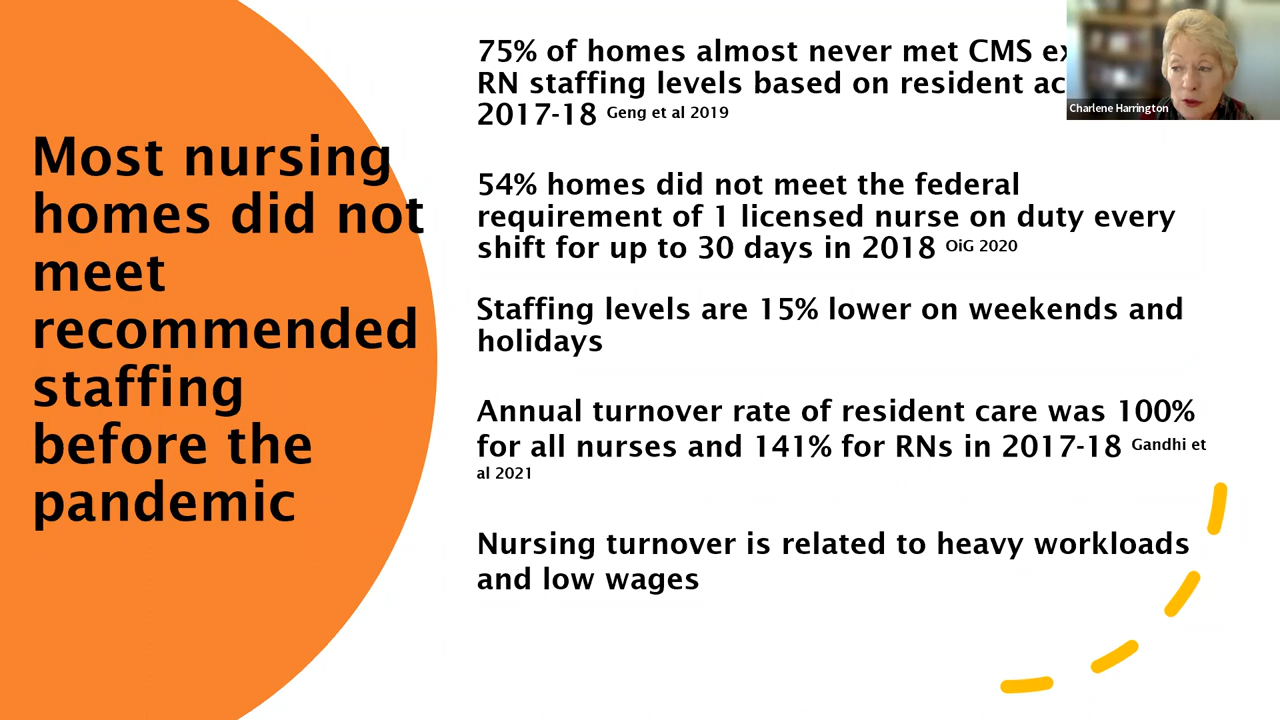 Most nursing
homes did not
meet
recommended
staffing
before the
pandemic
75% of homes almost never met CMS
RN staffing levels based on resident
2017-18 Geng et al 2019
54% homes did not meet the federal
requirement of 1 licensed nurse on duty every
shift for up to 30 days in 2018 OiG 2020
Staffing levels are 15% lower on weekends and
holidays
Annual turnover rate of resident care was 100%
for all nurses and 141% for RNs in 2017-18 Gandhi et
al 2021
Nursing turnover is related to heavy workloads
and low wages
Charlene Harrington